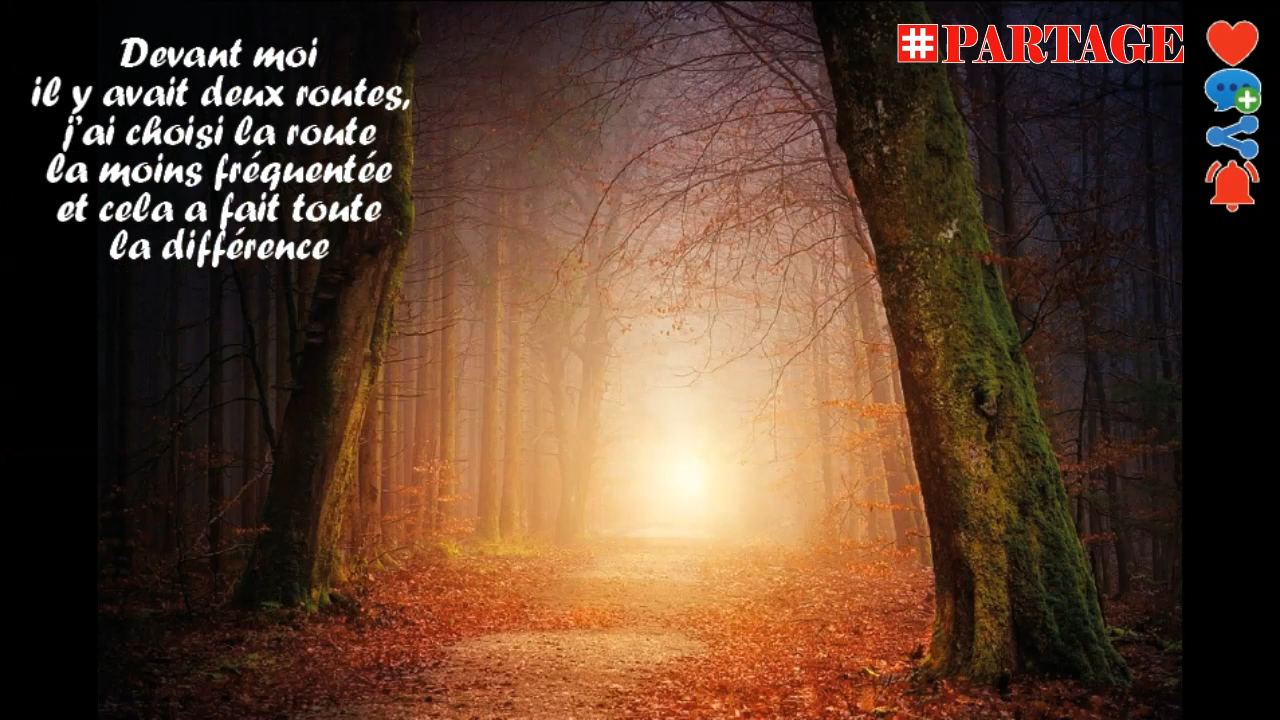 Devant moi
il y avait deux routes,
j'ai choisi la route
la moins fréquentée
et cela a fait toute
la différence
#PARTAGE